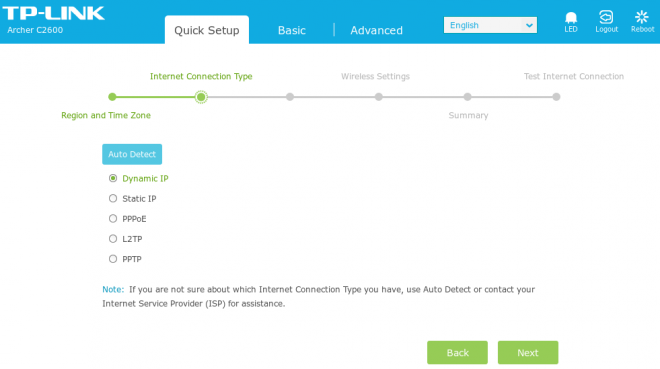 TP-LINK
Archer C2600
Quick Setup
Basic
Advanced
English
LED
Logout
Reboot
Internet Connection Type
Wireless Settings
Test Internet Connection
Region and Time Zone
Summary
Auto Detect
Dynamic IP
Static IP
PPPoE
L2TP
PPTP
Note: If you are not sure about which Internet Connection Type you have, use Auto Detect or contact your
Internet Service Provider (ISP) for assistance.
Back
Next